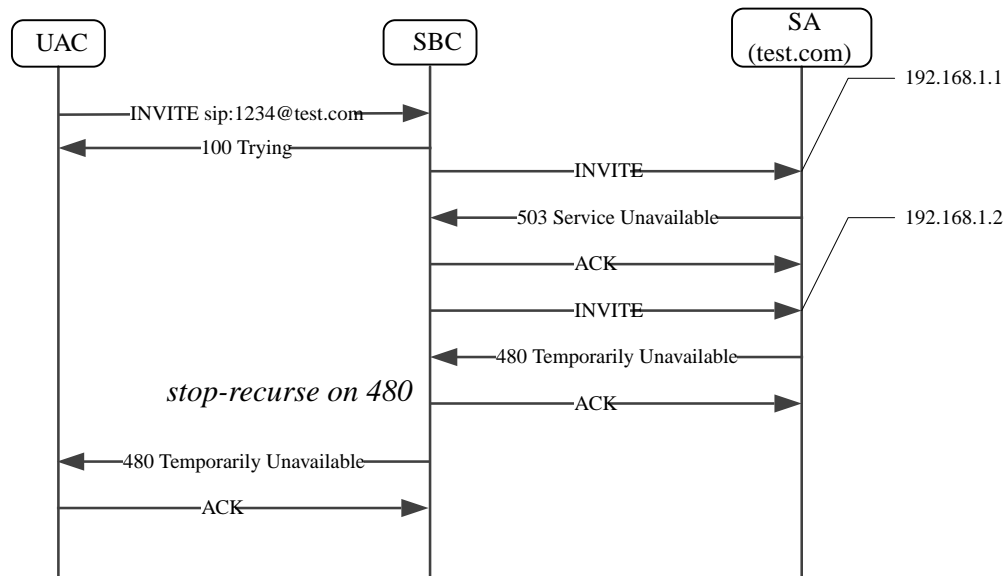 UAC
SBC
SA
(test.com)
192.168.1.1
INVITE sip:1234@test.com
100 Trying
INVITE
503 Service Unavailable
192.168.1.2
ACK
INVITE
480 Temporarily Unavailable
stop-recurse on 480
ACK
480 Temporarily Unavailable
ACK